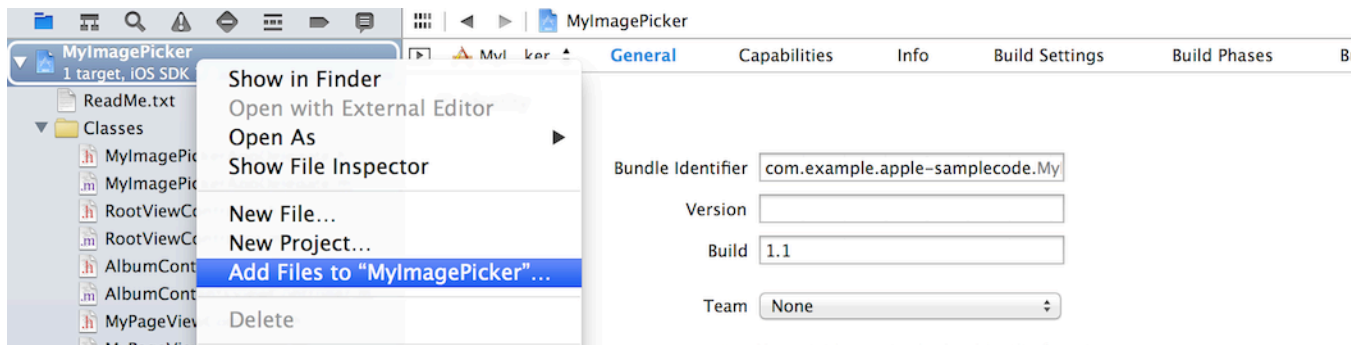 MyImagePicker
MyImagePicker
1 target, iOS SDK
MyI...ker
General
Capabilities
Info
Build Settings
Build Phases
B
ReadMe.txt
Classes
MyImagePic
MyImagePic
RootViewCo
RootViewCo
AlbumCont
AlbumCont
MyPageView
Show in Finder
Open with External Editor
Open As
Show File Inspector
New File...
New Project...
Add Files to “MyImagePicker”...
Delete
Bundle Identifier
com.example.apple-samplecode.My
Version
Build
1.1
Team
None